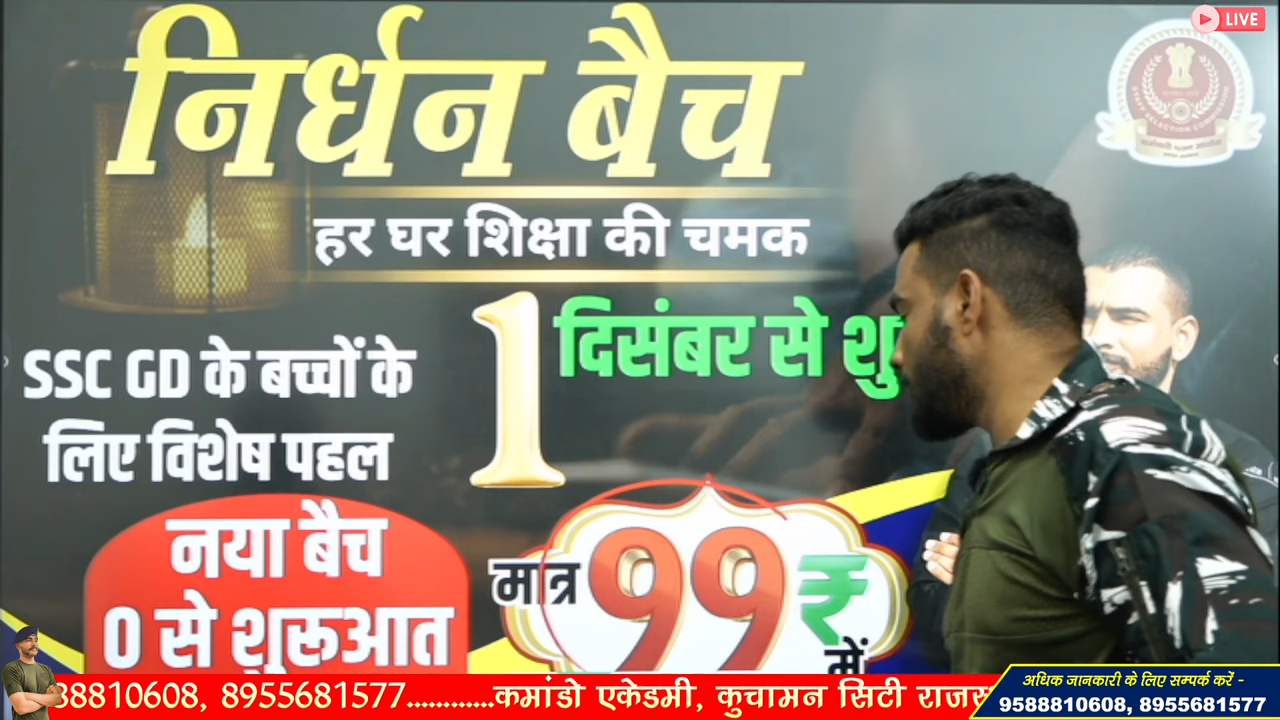 LIVE
निर्धन बैच
हर घर शिक्षा की चमक
1 दिसंबर से शु
SSC GD के बच्चों के
लिए विशेष पहल
नया बैच
0 से शुरूआत
मात्र 99 ₹
में
88810608, 8955681577.............कमांडो एकेडमी, कुचामन सिटी राजस्
अधिक जानकारी के लिए सम्पर्क करें -
9588810608, 8955681577